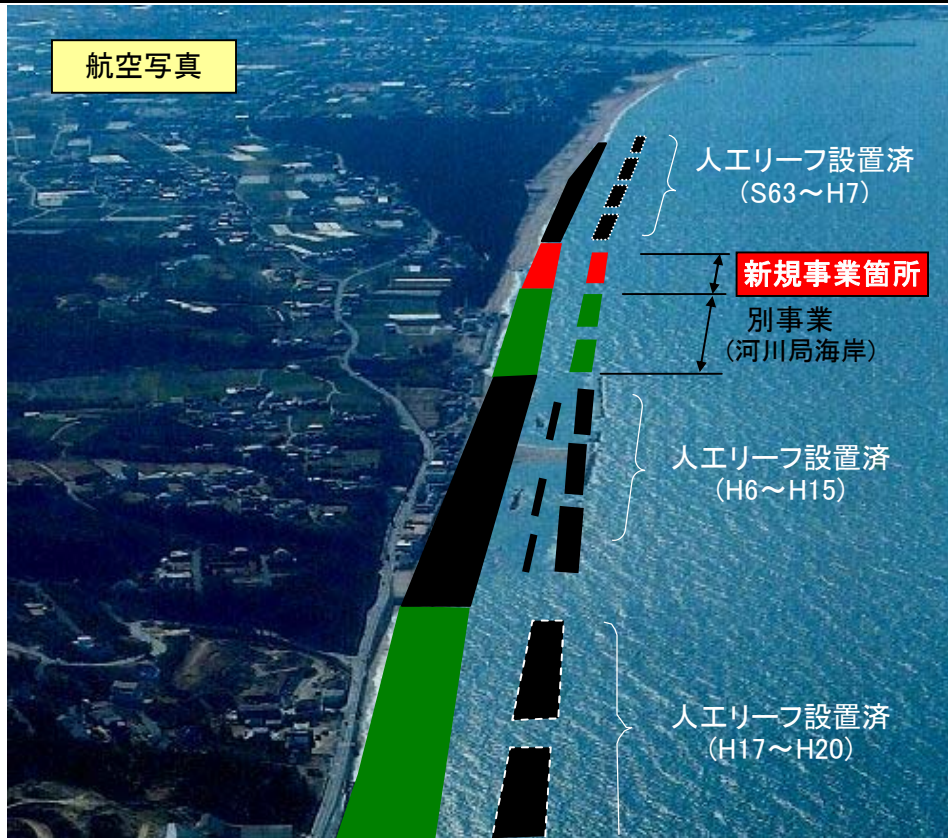 航空写真
人工リーフ設置済
(S63～H7)
新規事業箇所
別事業
(河川局海岸)
人工リーフ設置済
(H6～H15)
人工リーフ設置済
(H17～H20)